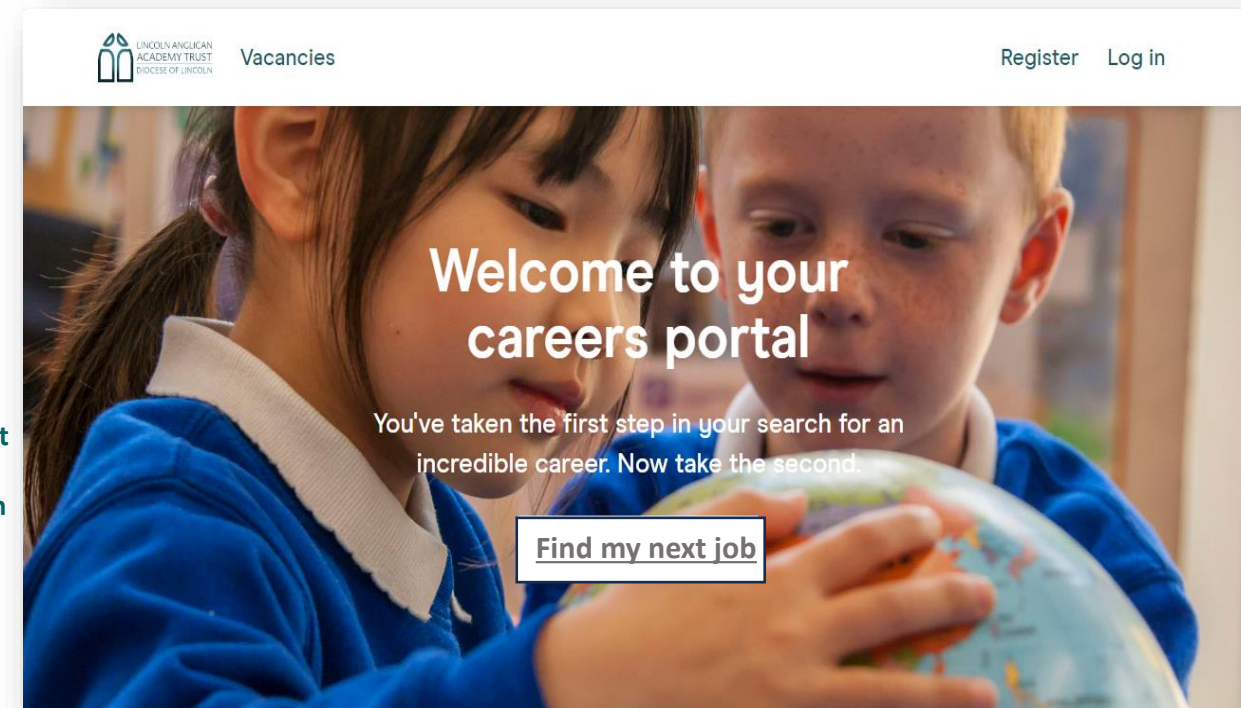 LINCOLN ANGLICAN
ACADEMY TRUST
DIOCESE OF LINCOLN
Vacancies
Register
Log in
Welcome to your
careers portal
You've taken the first step in your search for an
incredible career. Now take the second.
Find my next job